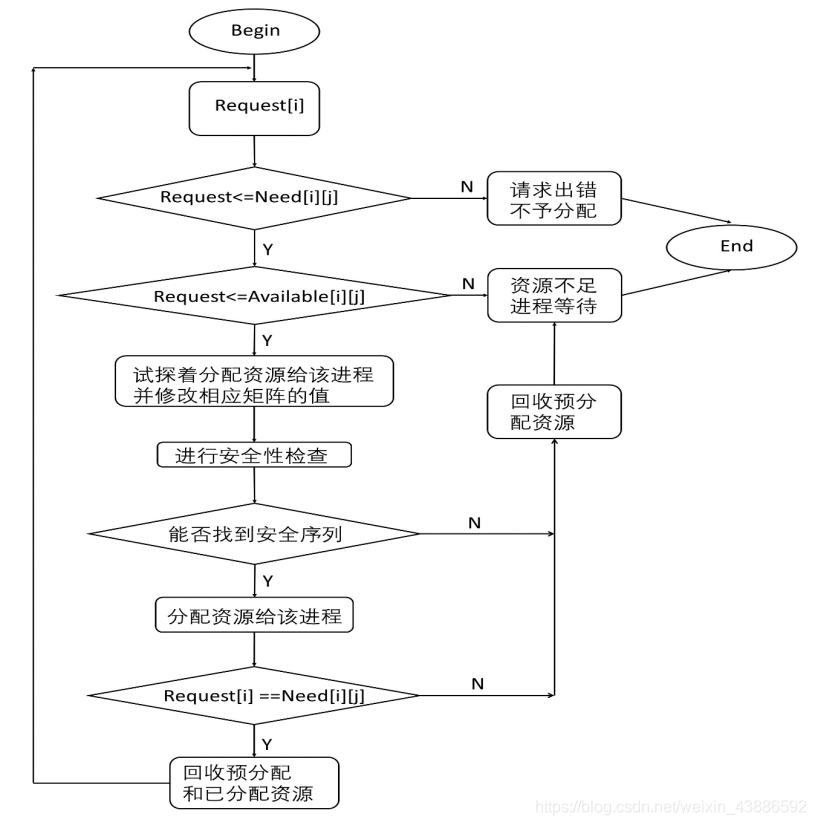 Begin
Request[i]
Request<=Need[i][j]
N
请求出错
不予分配
End
Y
Request<=Available[i][j]
N
资源不足
进程等待
Y
试探着分配资源给该进程
并修改相应矩阵的值
回收预分
配资源
进行安全性检查
能否找到安全序列
N
Y
分配资源给该进程
Request[i] ==Need[i][j]
N
Y
回收预分配
和已分配资源
https://blog.csdn.net/weixin_43886592